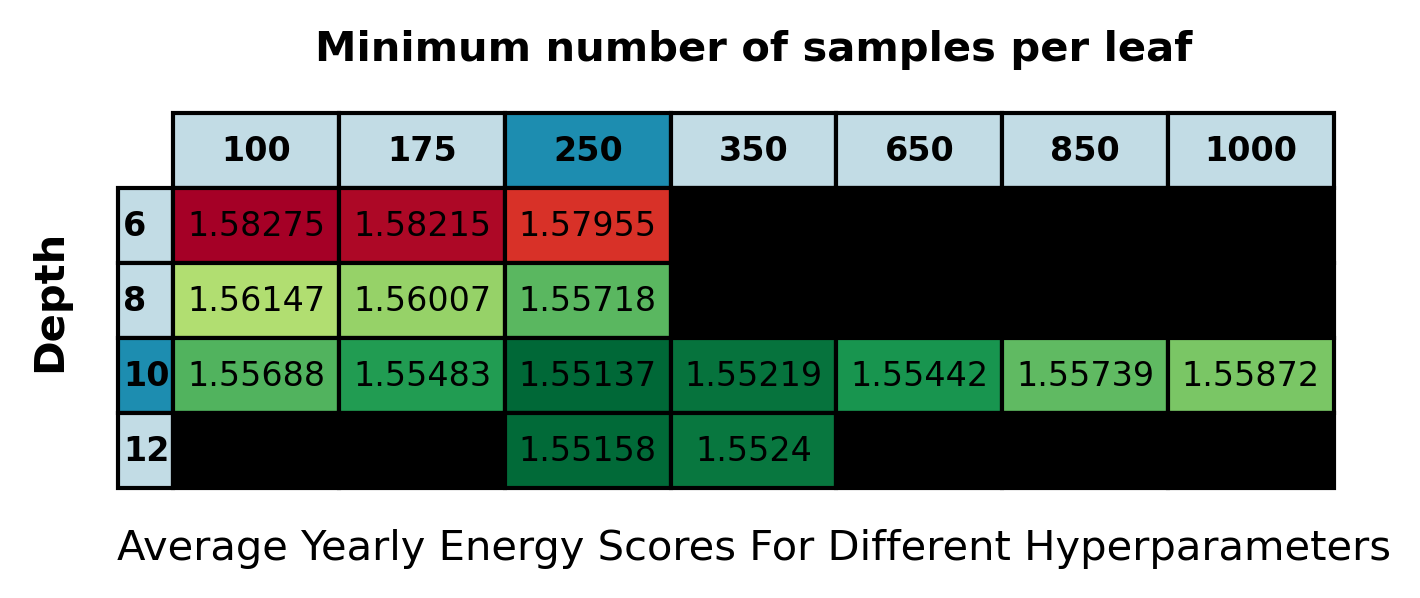 Minimum number of samples per leaf
100 175 250 350 650 850 1000
Depth
6 1.58275 1.58215 1.57955
8 1.56147 1.56007 1.55718
10 1.55688 1.55483 1.55137 1.55219 1.55442 1.55739 1.55872
12 1.55158 1.5524
Average Yearly Energy Scores For Different Hyperparameters